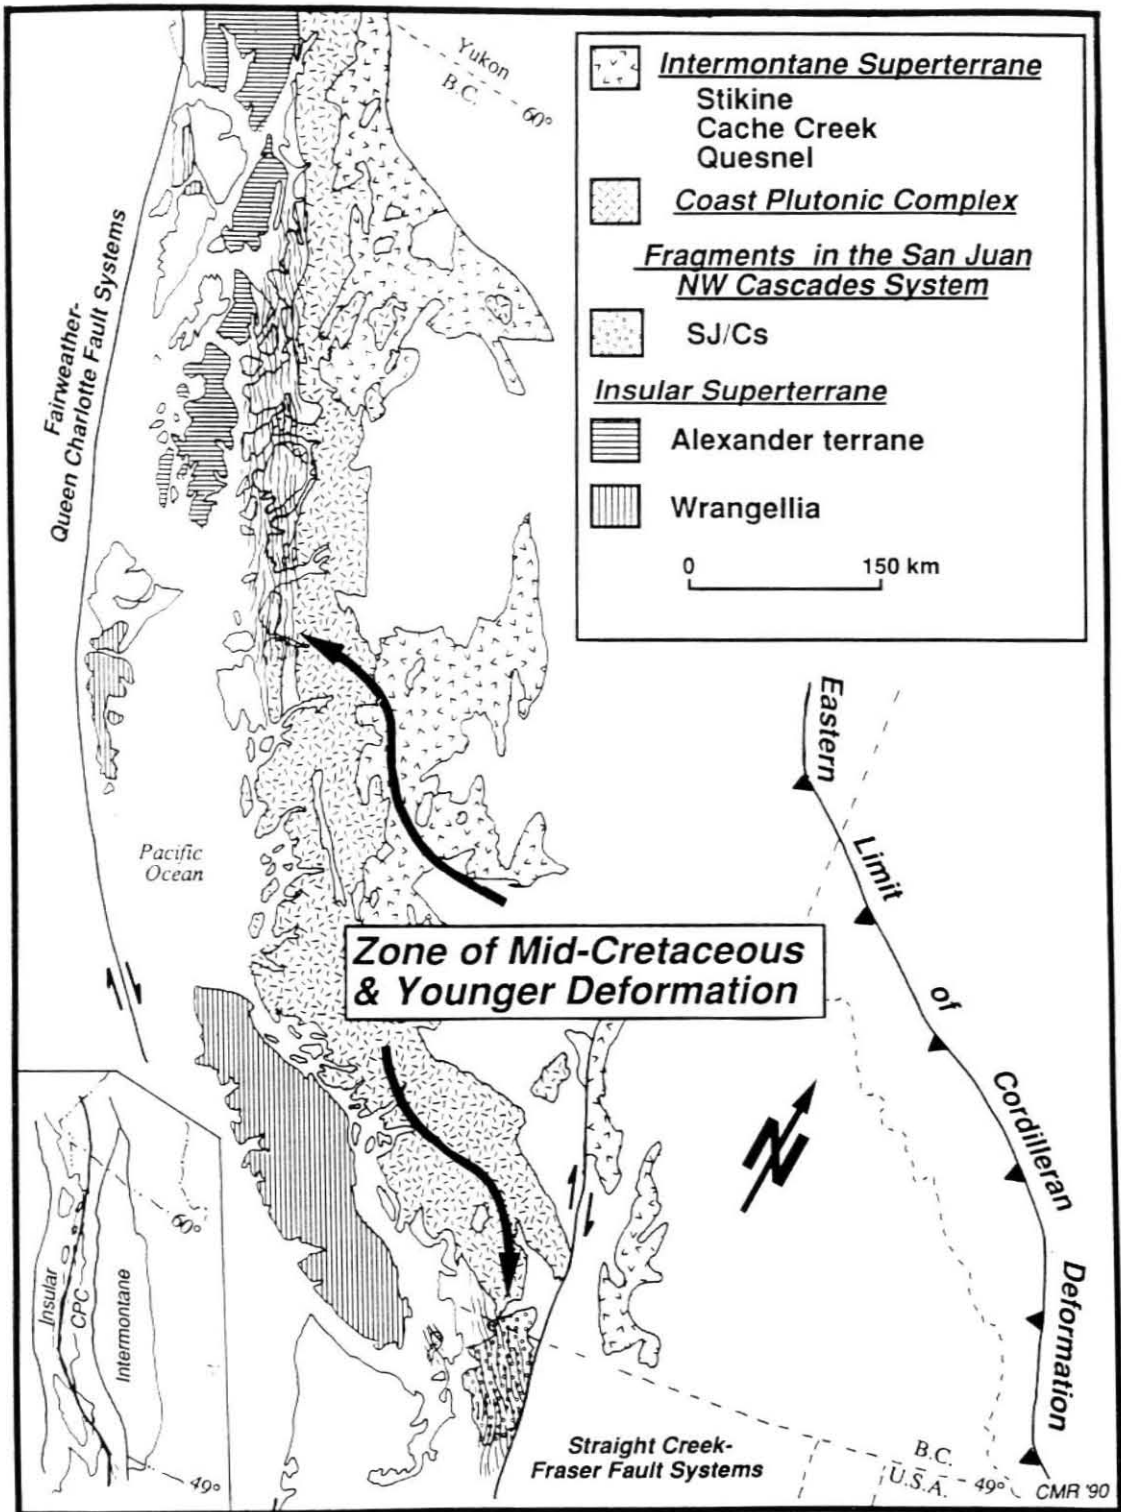 Yukon
B.C.
60°
Intermontane Superterrane
Stikine
Cache Creek
Quesnel
Coast Plutonic Complex
Fragments in the San Juan
NW Cascades System
SJ/Cs
Insular Superterrane
Alexander terrane
Wrangellia
0 150 km
Fairweather-
Queen Charlotte Fault Systems
Pacific
Ocean
Eastern Limit of Cordilleran Deformation
Zone of Mid-Cretaceous
& Younger Deformation
N
Insular
CPC
Intermontane
60°
49°
Straight Creek-
Fraser Fault Systems
B.C.
U.S.A. 49°
CMR '90